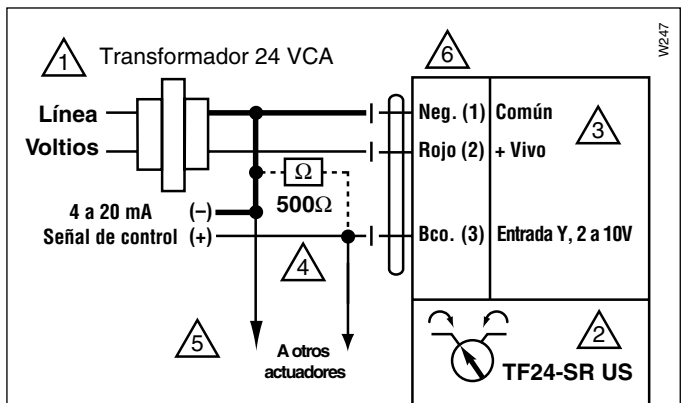 W247
1 Transformador 24 VCA
6
Línea
Neg. (1) Común
3
Voltios
Rojo (2) + Vivo
Ω
500Ω
4 a 20 mA (–)
Señal de control (+)
Bco. (3) Entrada Y, 2 a 10V
4
5
A otros
actuadores
2
TF24-SR US